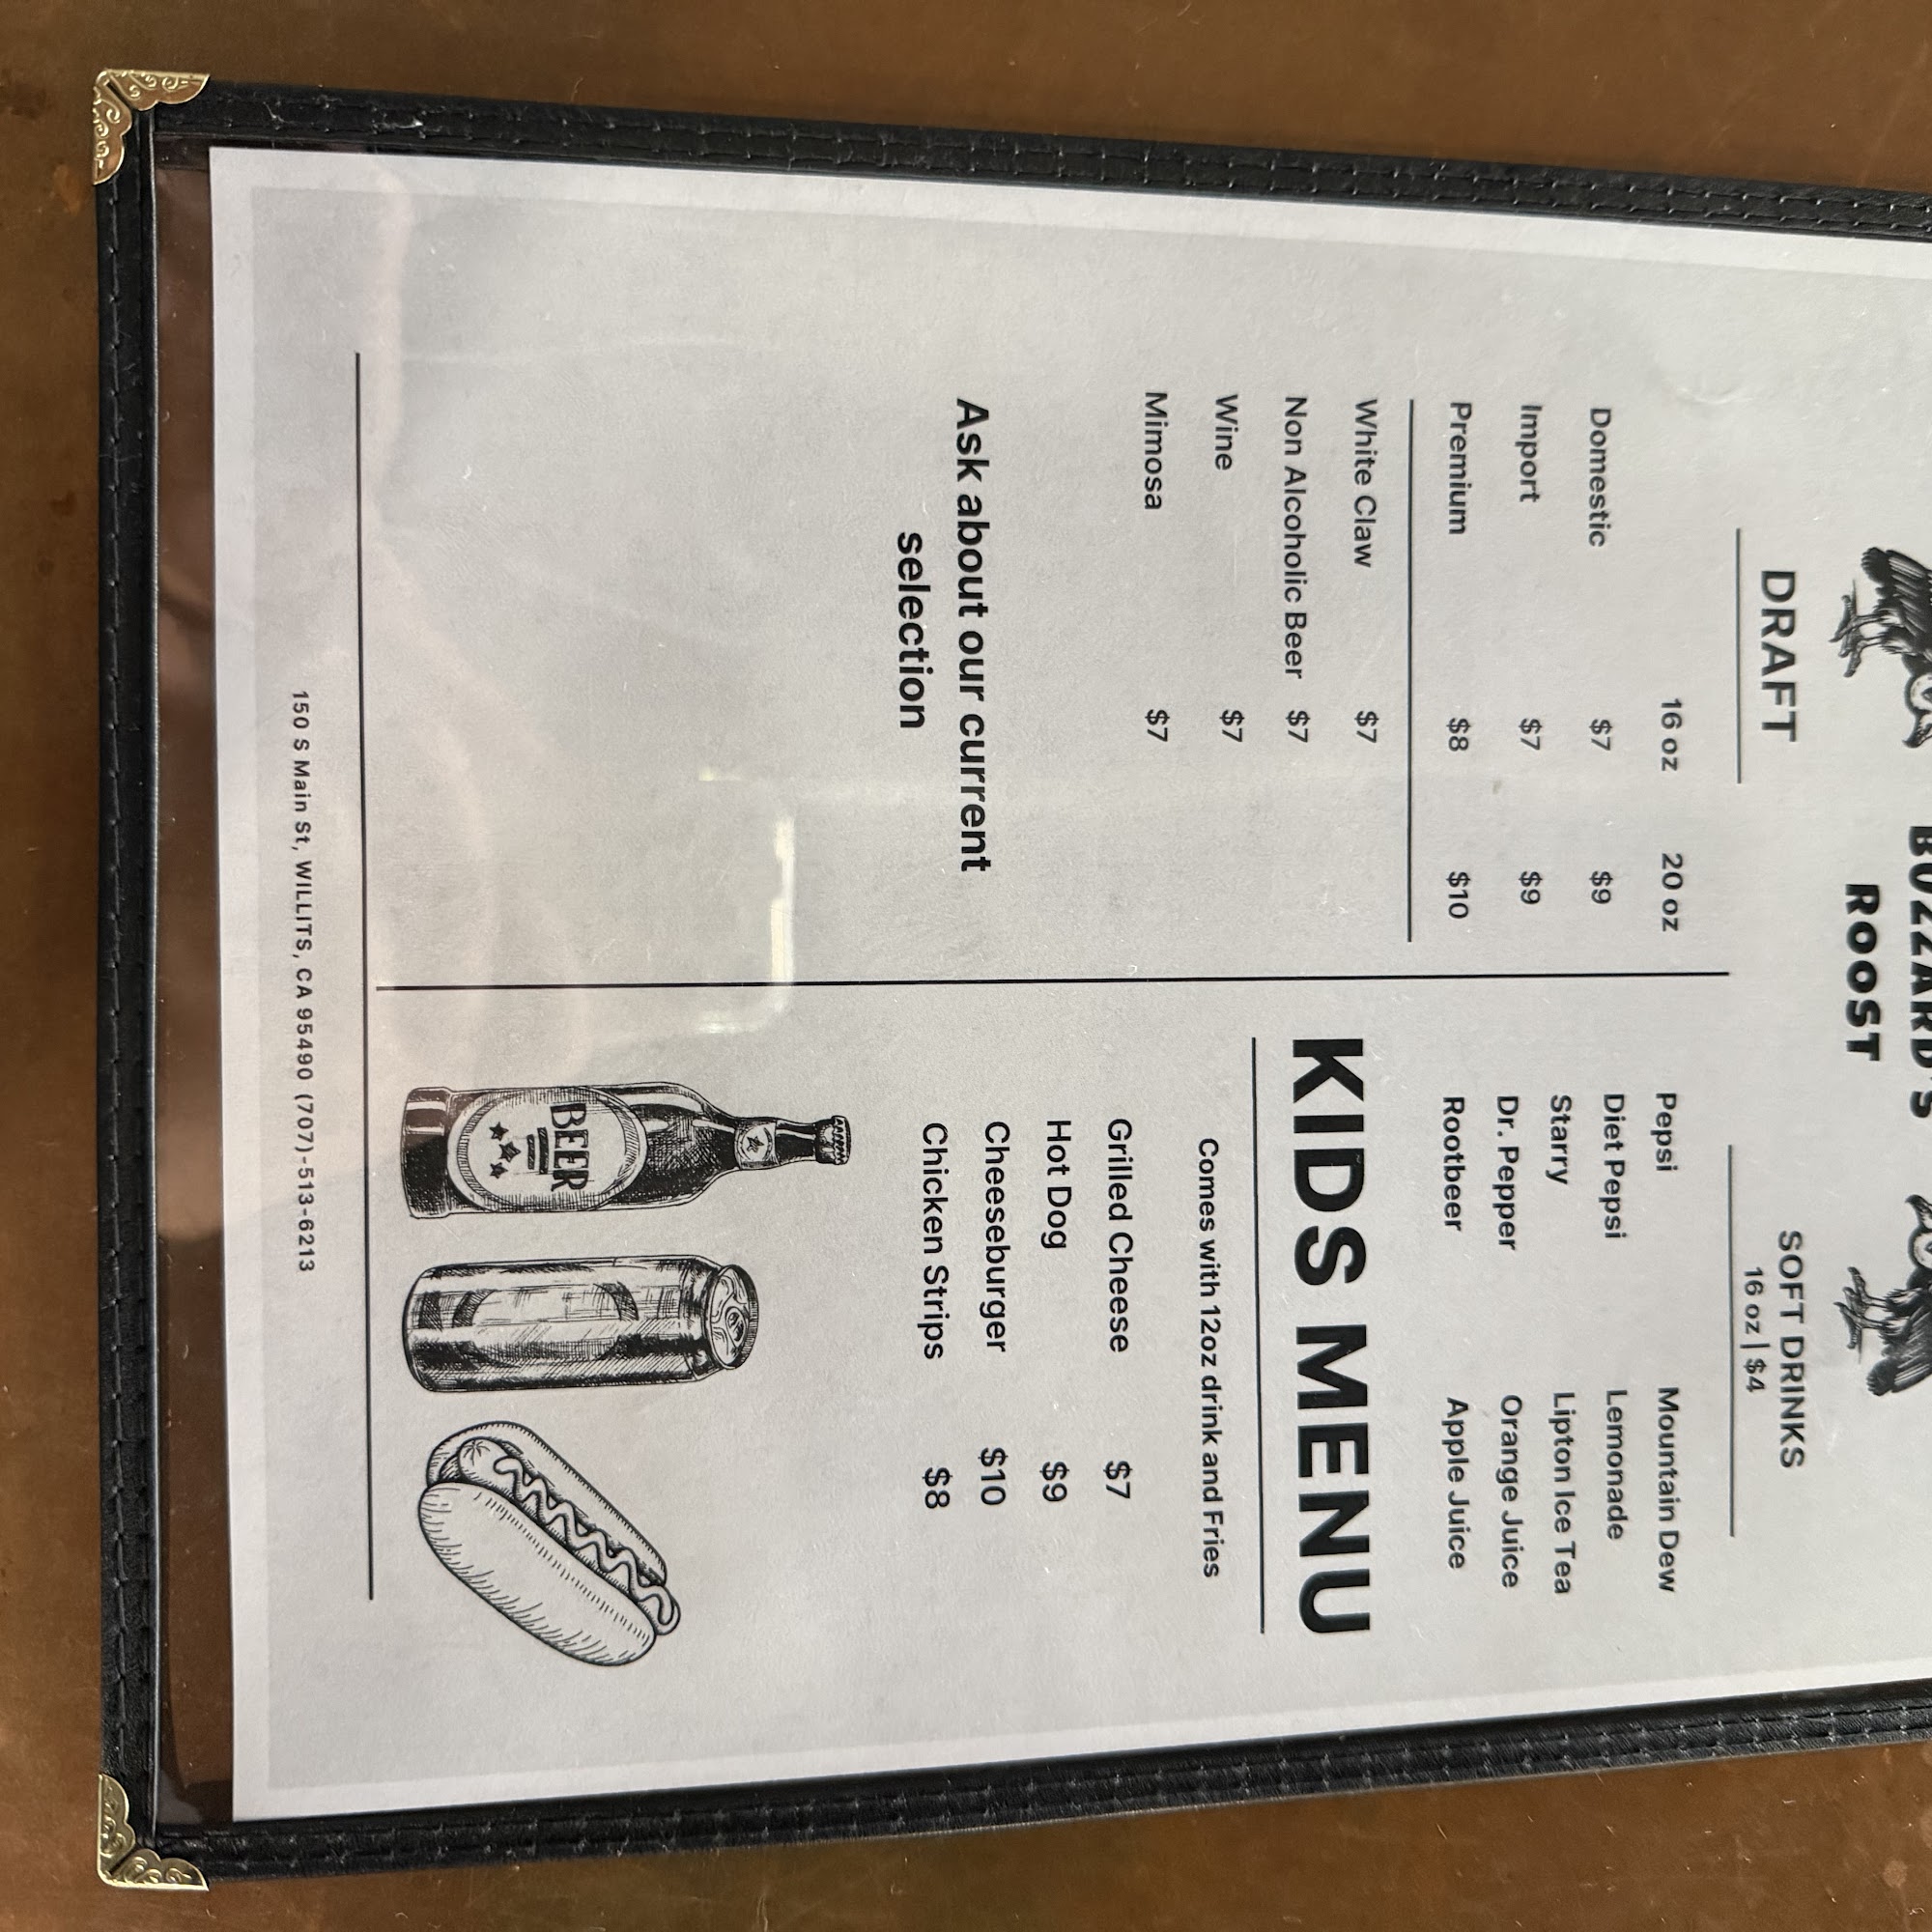 BUZZARD'S
ROOST
DRAFT
16 oz 20 oz
Domestic $7 $9
Import $7 $9
Premium $8 $10
White Claw $7
Non Alcoholic Beer $7
Wine $7
Mimosa $7
Ask about our current
selection
SOFT DRINKS
16 oz | $4
Pepsi Mountain Dew
Diet Pepsi Lemonade
Starry Lipton Ice Tea
Dr. Pepper Orange Juice
Rootbeer Apple Juice
KIDS MENU
Comes with 12oz drink and Fries
Grilled Cheese $7
Hot Dog $9
Cheeseburger $10
Chicken Strips $8
BEER
150 S Main St, WILLITS, CA 95490 (707)-513-6213